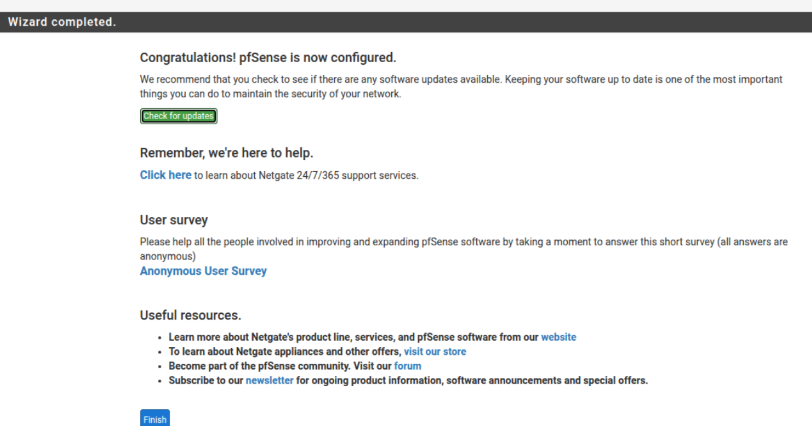 Wizard completed.
Congratulations! pfSense is now configured.
We recommend that you check to see if there are any software updates available. Keeping your software up to date is one of the most important
things you can do to maintain the security of your network.
Check for updates
Remember, we're here to help.
Click here to learn about Netgate 24/7/365 support services.
User survey
Please help all the people involved in improving and expanding pfSense software by taking a moment to answer this short survey (all answers are
anonymous)
Anonymous User Survey
Useful resources.
• Learn more about Netgate's product line, services, and pfSense software from our website
• To learn about Netgate appliances and other offers, visit our store
• Become part of the pfSense community. Visit our forum
• Subscribe to our newsletter for ongoing product information, software announcements and special offers.
Finish